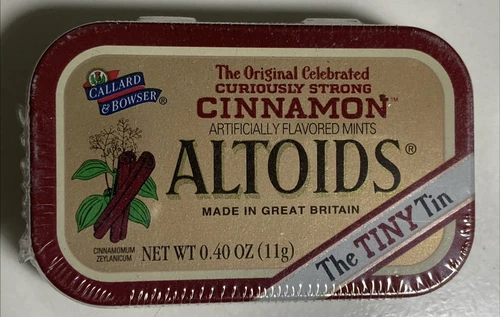 CALLARD
& BOWSER®
The Original Celebrated
CURIOUSLY STRONG
CINNAMON™
ARTIFICIALLY FLAVORED MINTS
ALTOIDS®
MADE IN GREAT BRITAIN
CINNAMOMUM
ZEYLANICUM
NET WT 0.40 OZ (11g)
The TINY Tin